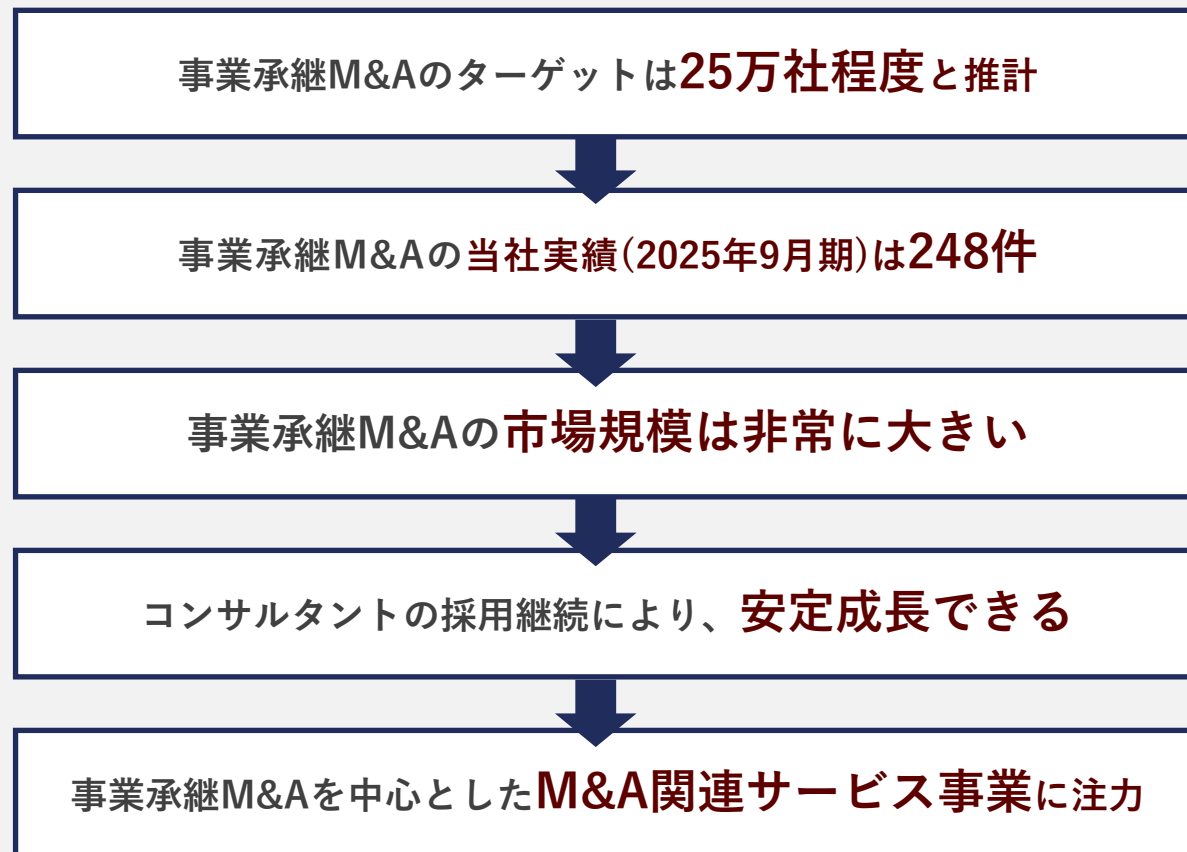 事業承継M&Aのターゲットは25万社程度と推計
事業承継M&Aの当社実績(2025年9月期)は248件
事業承継M&Aの市場規模は非常に大きい
コンサルタントの採用継続により、安定成長できる
事業承継M&Aを中心としたM&A関連サービス事業に注力